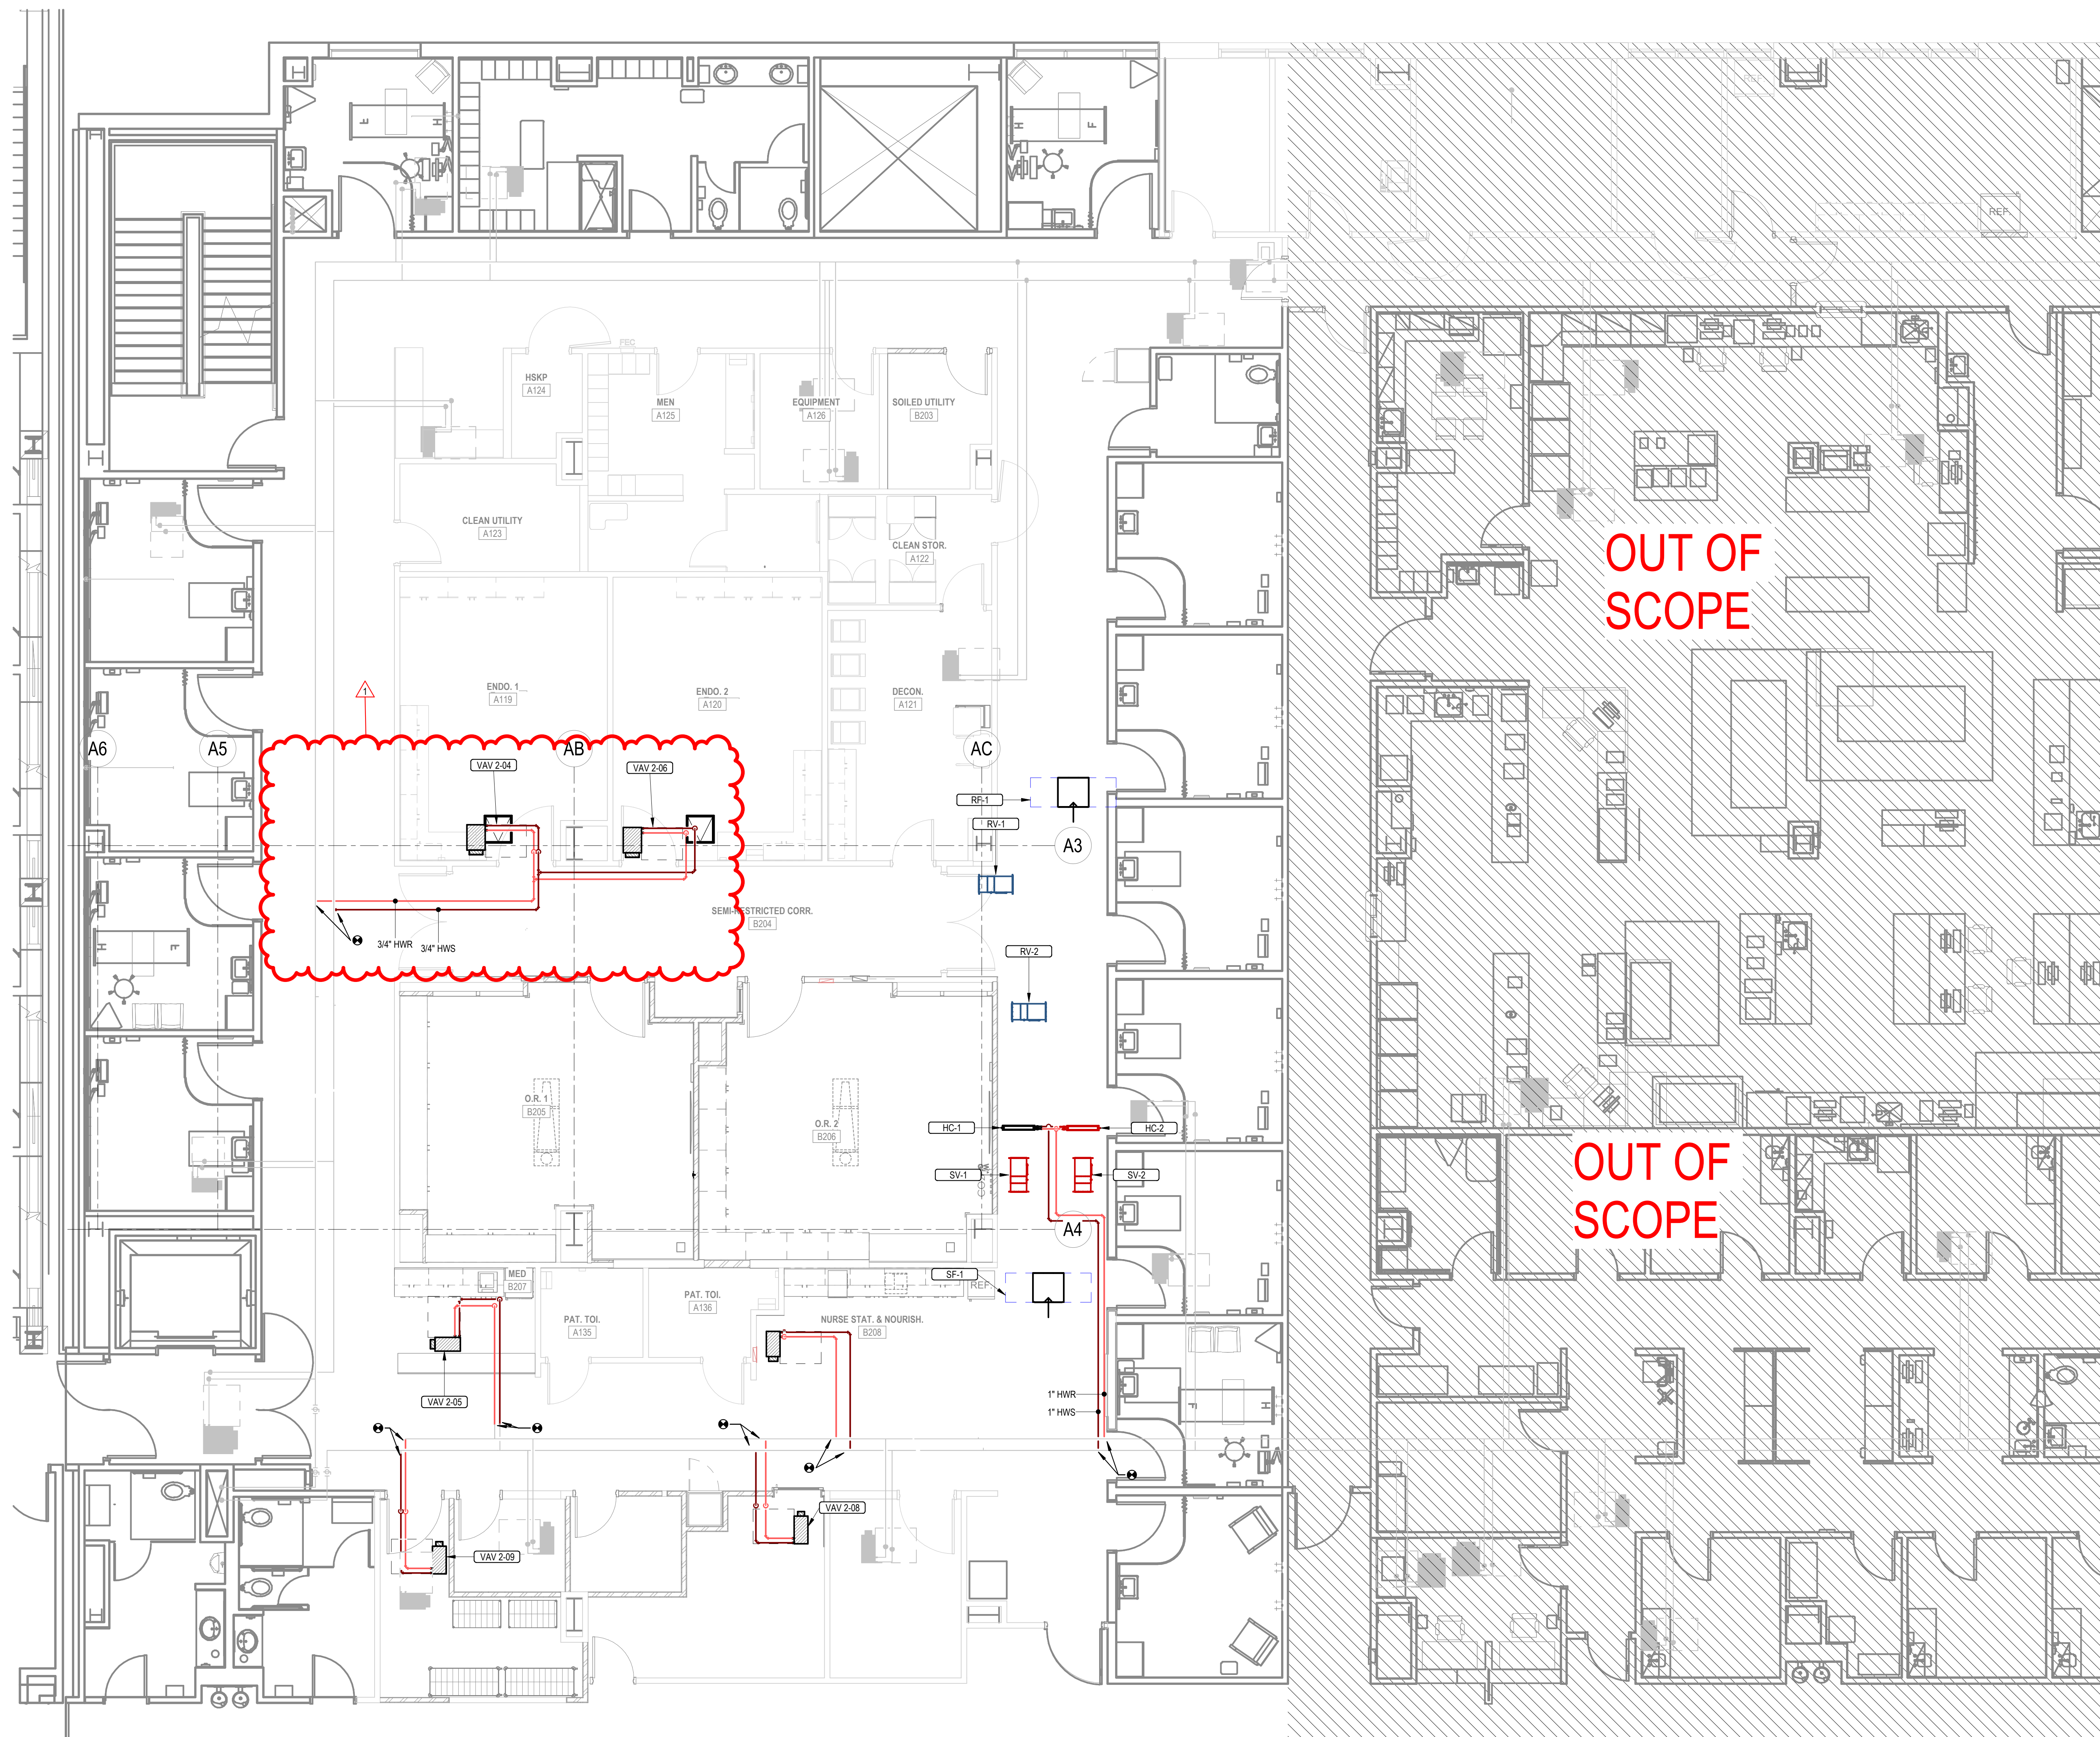 REF.
REF.
F
H
H
F
FEC
HSKP
A124
MEN
A125
EQUIPMENT
A126
SOILED UTILITY
B203
CLEAN UTILITY
A123
CLEAN STOR.
A122
OUT OF
SCOPE
1
ENDO. 1
A119
ENDO. 2
A120
DECON.
A121
A6
A5
AB
AC
VAV 2-04
VAV 2-06
RF-1
RV-1
A3
SEMI-RESTRICTED CORR.
B204
3/4" HWR
3/4" HWS
H
F
RV-2
O.R. 1
B205
O.R. 2
B206
HC-1
HC-2
SV-1
SV-2
OUT OF
SCOPE
A4
MED
B207
SF-1
REF.
PAT. TOI.
A136
PAT. TOI.
A135
NURSE STAT. & NOURISH.
B208
VAV 2-05
1" HWR
1" HWS
F
H
VAV 2-08
VAV 2-09